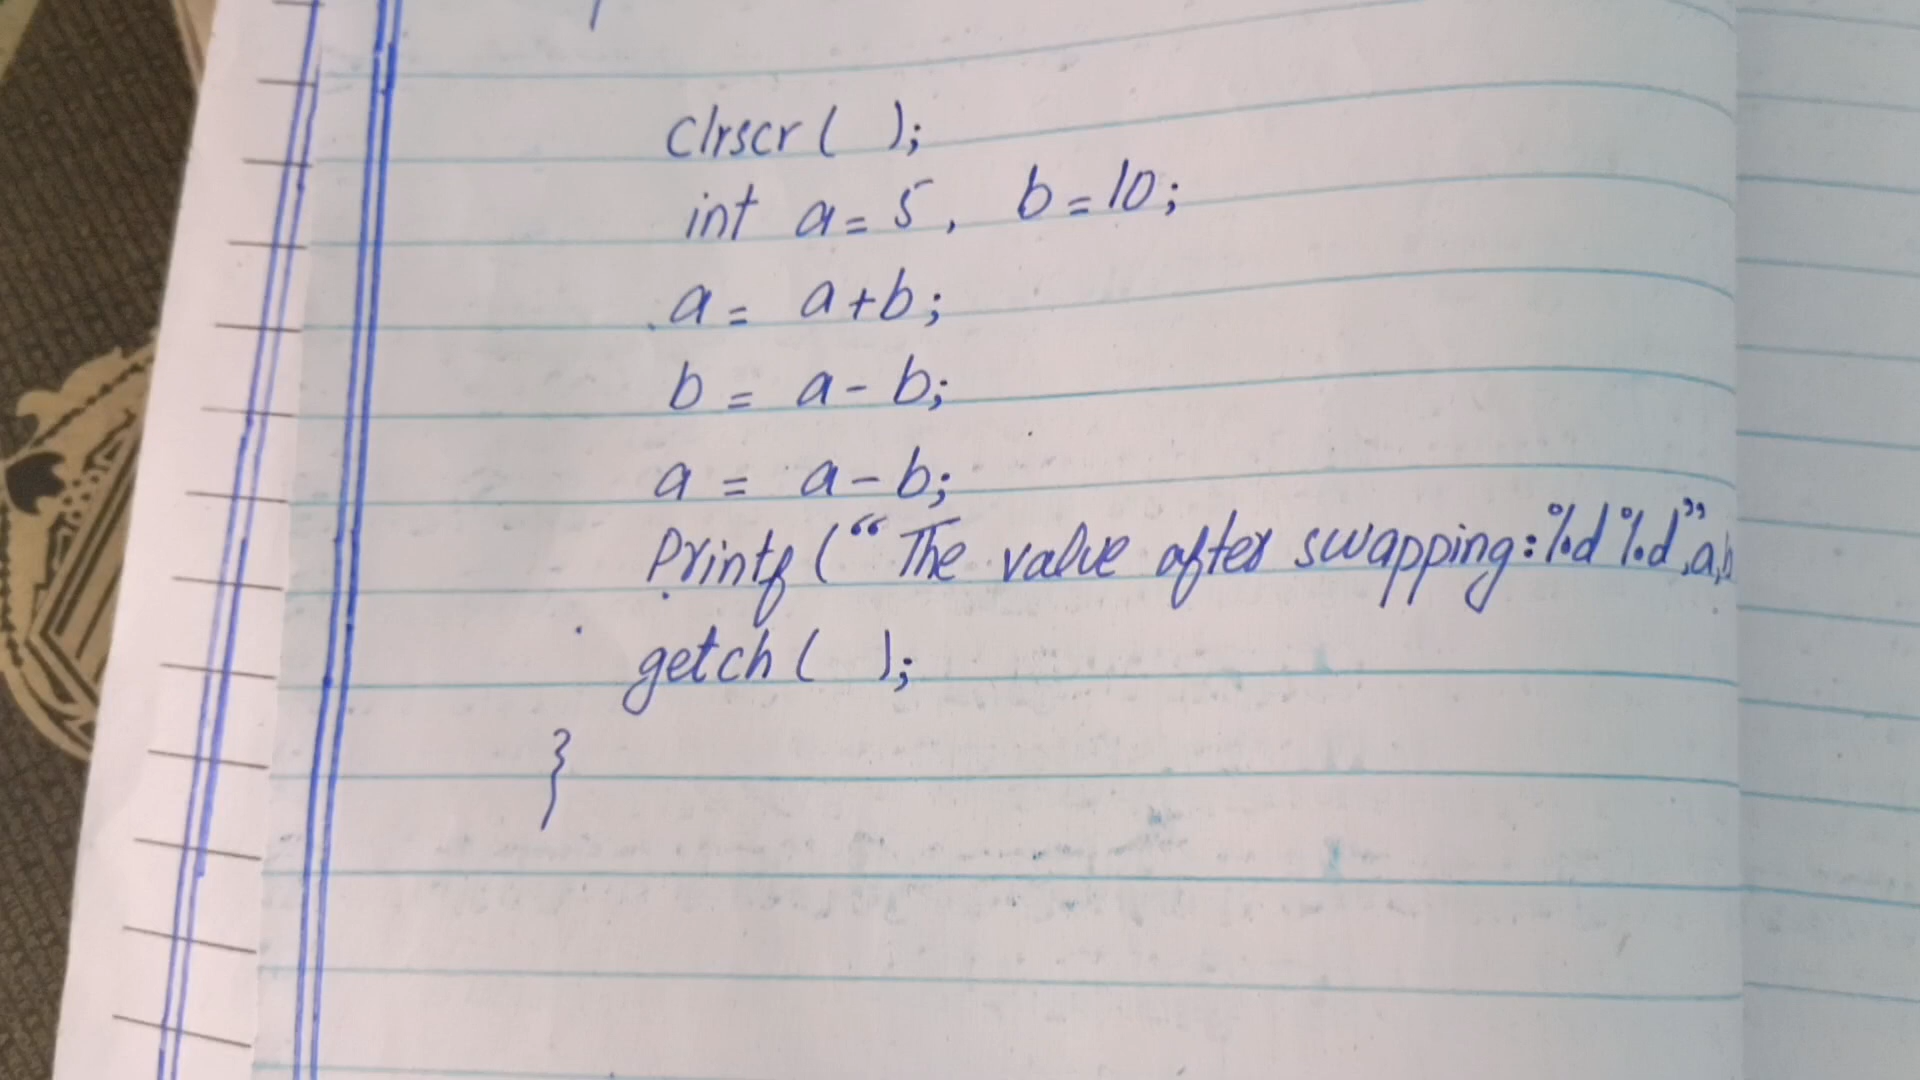 Clrscr( );
int a = 5, b = 10;
a = a+b;
b = a - b;
a = a - b;
Printf (“The value after swapping:%d %d”,a,b
getch( );
}